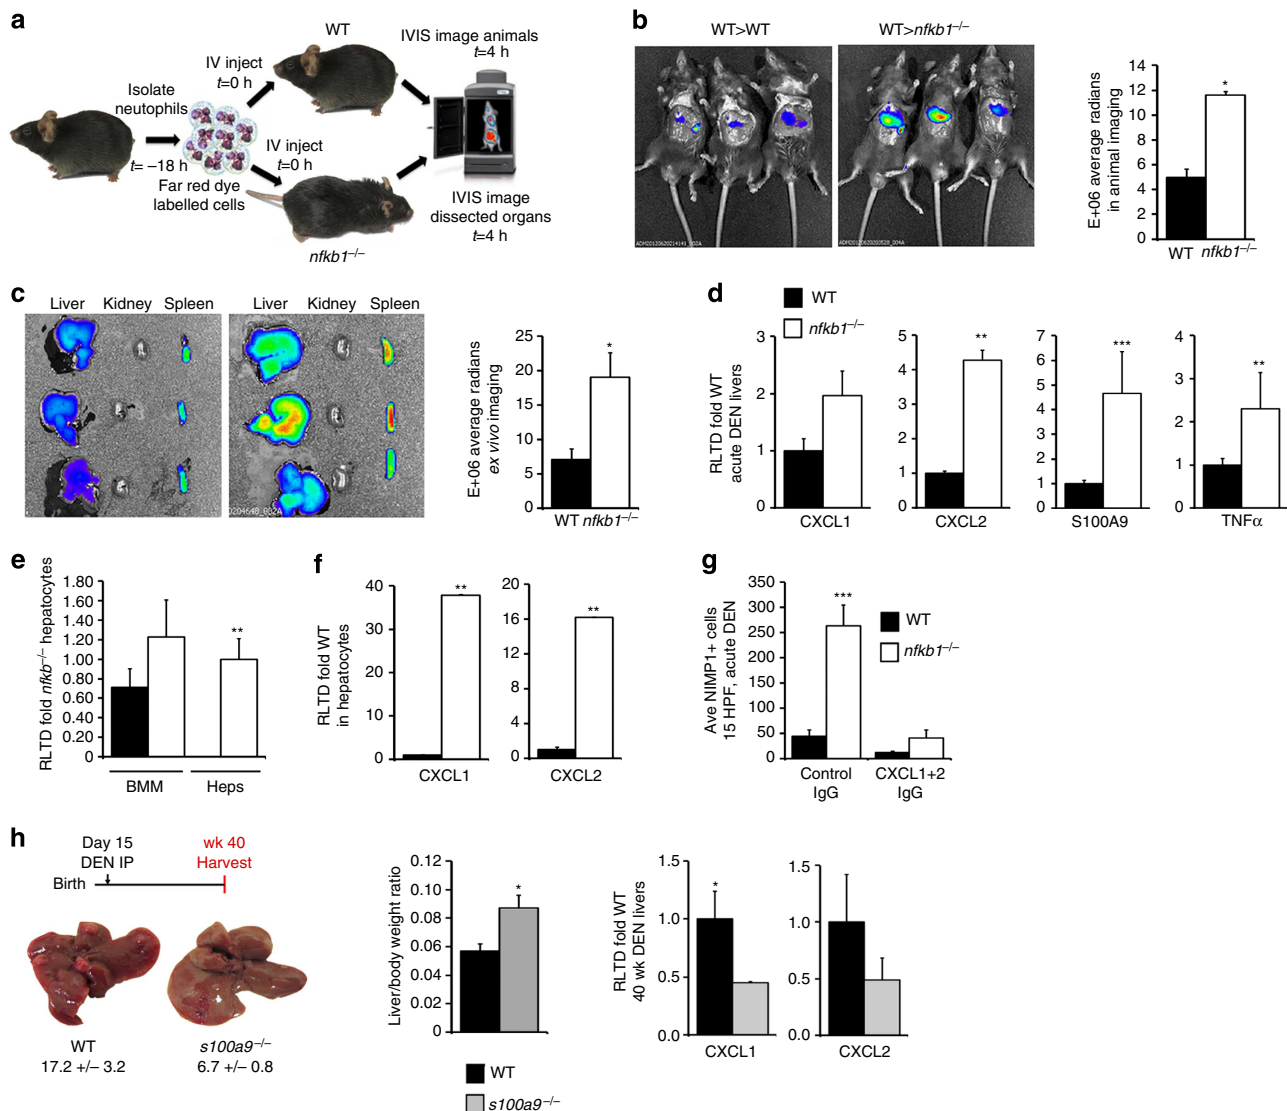 a
WT
IV inject
t=0 h
IVIS image animals
t=4 h
Isolate
neutophils
t= –18 h
IV inject
t=0 h
Far red dye
labelled cells
nfkb1–/–
IVIS image
dissected organs
t=4 h
b
WT>WT
WT>nfkb1–/–
ADM20120620214141_002A
ADM20120620200528_004A
E+06 average radians
in animal imaging
14
12
10
8
6
4
2
0
*
WT
nfkb1–/–
c
Liver
Kidney
Spleen
Liver
Kidney
Spleen
0204648_002A
E+06 average radians
ex vivo imaging
25
20
15
10
5
0
*
WT
nfkb1–/–
d
WT
nfkb1–/–
RLTD fold WT
acute DEN livers
3
2
1
0
CXCL1
5
4
3
2
1
0
**
CXCL2
7
6
5
4
3
2
1
0
***
S100A9
4
3
2
1
0
**
TNFα
e
RLTD fold nfkb–/– hepatocytes
1.80
1.60
1.40
1.20
1.00
0.80
0.60
0.40
0.20
0
**
BMM
Heps
f
RLTD fold WT
in hepatocytes
40
30
20
10
0
**
CXCL1
20
16
12
8
4
0
**
CXCL2
g
Ave NIMP1+ cells
15 HPF, acute DEN
350
300
250
200
150
100
50
0
***
Control
IgG
CXCL1+2
IgG
WT
nfkb1–/–
h
Day 15
DEN IP
wk 40
Harvest
Birth
WT
17.2 +/– 3.2
s100a9–/–
6.7 +/– 0.8
Liver/body weight ratio
0.12
0.10
0.08
0.06
0.04
0.02
0
*
WT
s100a9–/–
RLTD fold WT
40 wk DEN livers
1.5
1.0
0.5
0.0
*
CXCL1
1.5
1.0
0.5
0.0
CXCL2